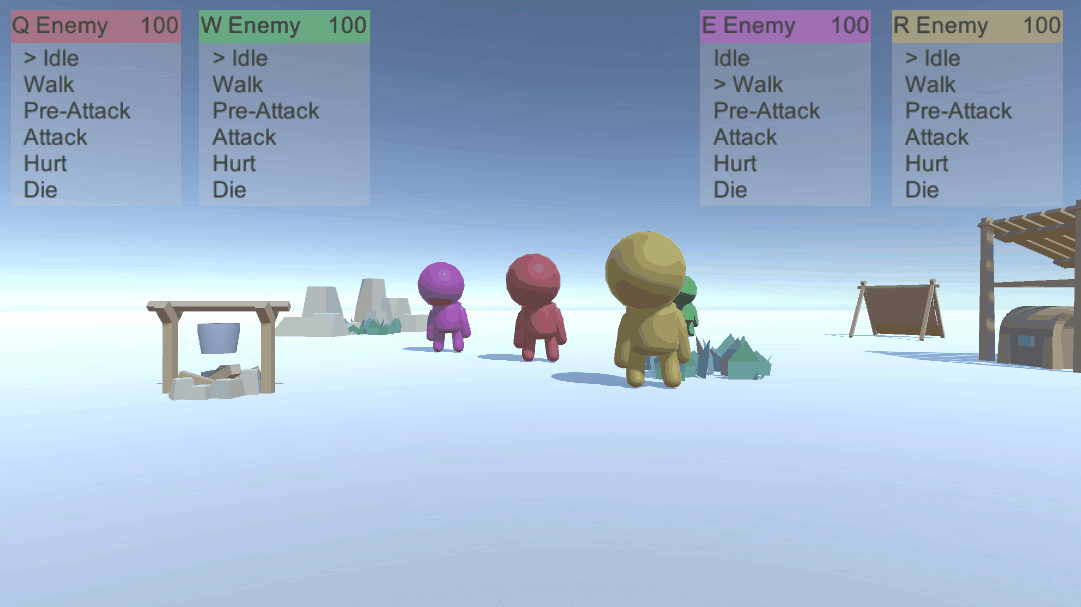 Q Enemy 100
> Idle
Walk
Pre-Attack
Attack
Hurt
Die
W Enemy 100
> Idle
Walk
Pre-Attack
Attack
Hurt
Die
E Enemy 100
Idle
> Walk
Pre-Attack
Attack
Hurt
Die
R Enemy 100
> Idle
Walk
Pre-Attack
Attack
Hurt
Die